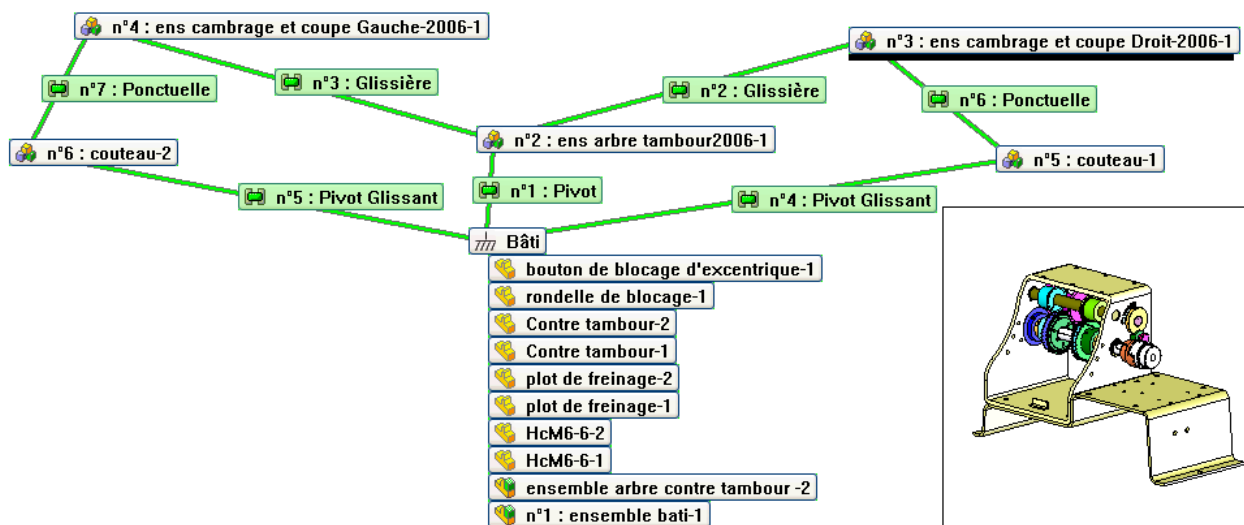 n°4 : ens cambrage et coupe Gauche-2006-1
n°3 : ens cambrage et coupe Droit-2006-1
n°7 : Ponctuelle
n°3 : Glissière
n°2 : Glissière
n°6 : Ponctuelle
n°6 : couteau-2
n°2 : ens arbre tambour2006-1
n°5 : couteau-1
n°5 : Pivot Glissant
n°1 : Pivot
n°4 : Pivot Glissant
Bâti
bouton de blocage d'excentrique-1
rondelle de blocage-1
Contre tambour-2
Contre tambour-1
plot de freinage-2
plot de freinage-1
HcM6-6-2
HcM6-6-1
ensemble arbre contre tambour -2
n°1 : ensemble bati-1